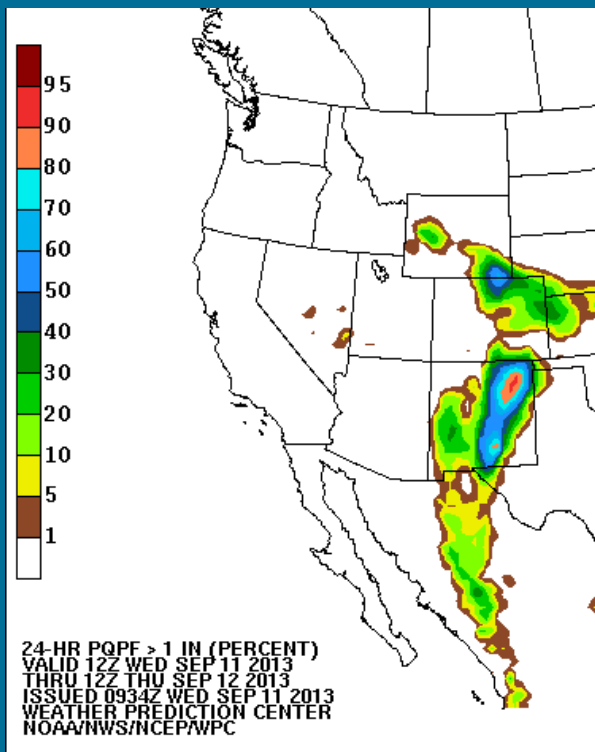 95
90
80
70
60
50
40
30
20
10
5
1
24-HR PQPF > 1 IN (PERCENT)
VALID 12Z WED SEP 11 2013
THRU 12Z THU SEP 12 2013
ISSUED 0934Z WED SEP 11 2013
WEATHER PREDICTION CENTER
NOAA/NWS/NCEP/WPC